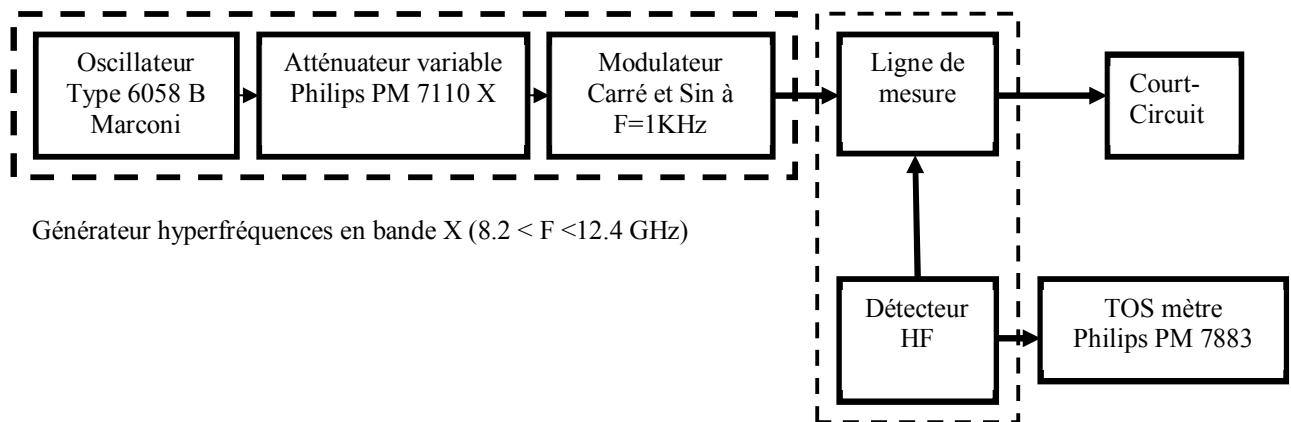 Oscillateur
Type 6058 B
Marconi
Atténuateur variable
Philips PM 7110 X
Modulateur
Carré et Sin à
F=1KHz
Ligne de
mesure
Court-
Circuit
Générateur hyperfréquences en bande X (8.2 < F <12.4 GHz)
Détecteur
HF
TOS mètre
Philips PM 7883